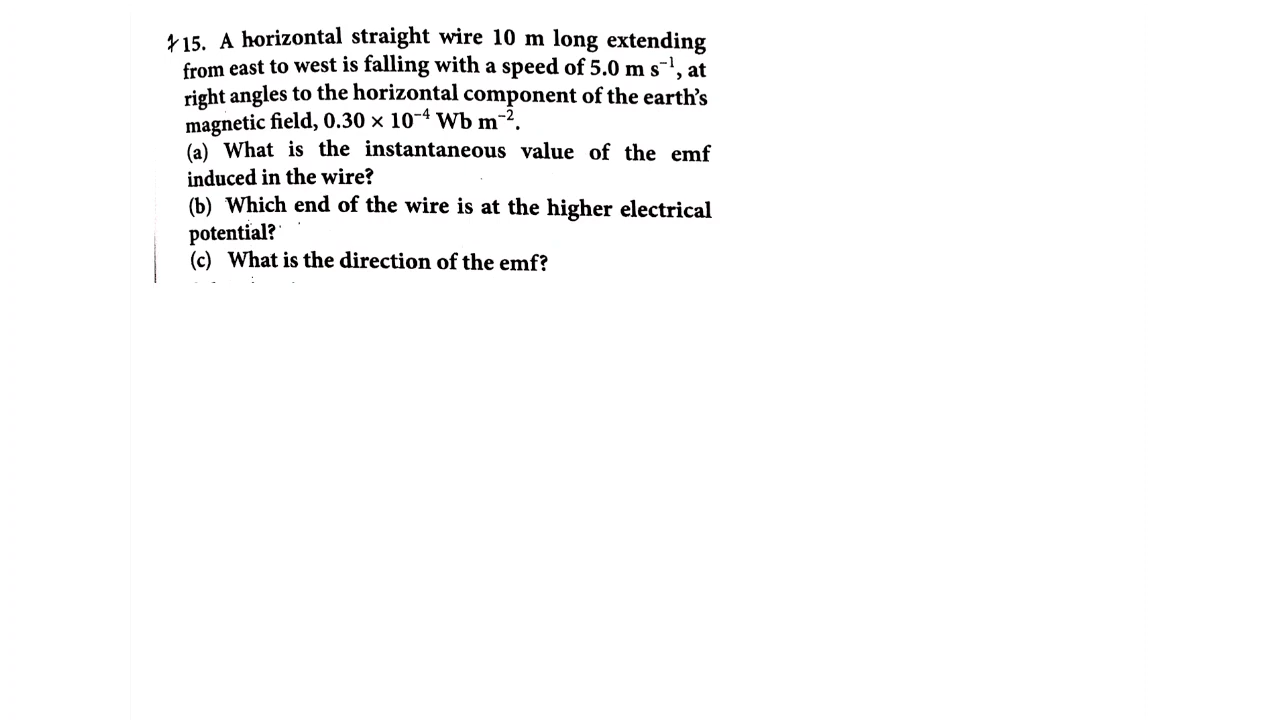 15. A horizontal straight wire 10 m long extending
from east to west is falling with a speed of 5.0 m s⁻¹, at
right angles to the horizontal component of the earth's
magnetic field, 0.30 × 10⁻⁴ Wb m⁻².
(a) What is the instantaneous value of the emf
induced in the wire?
(b) Which end of the wire is at the higher electrical
potential?
(c) What is the direction of the emf?